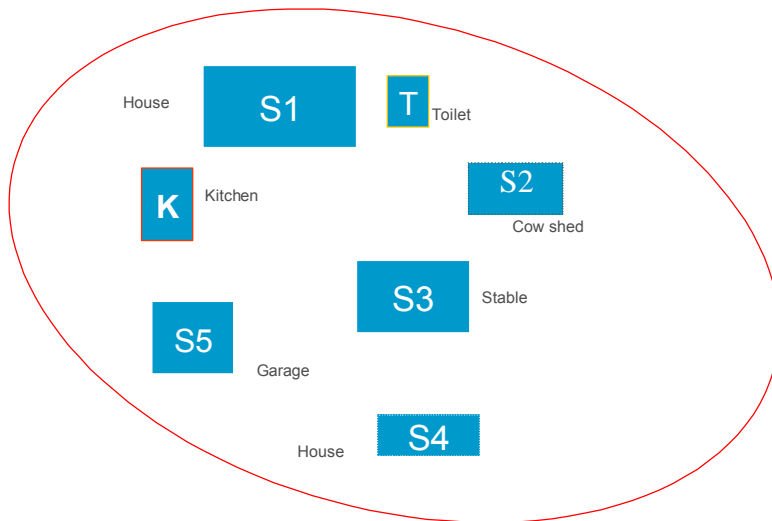 House
S1
T
Toilet
K
Kitchen
S2
Cow shed
S3
Stable
S5
Garage
House
S4